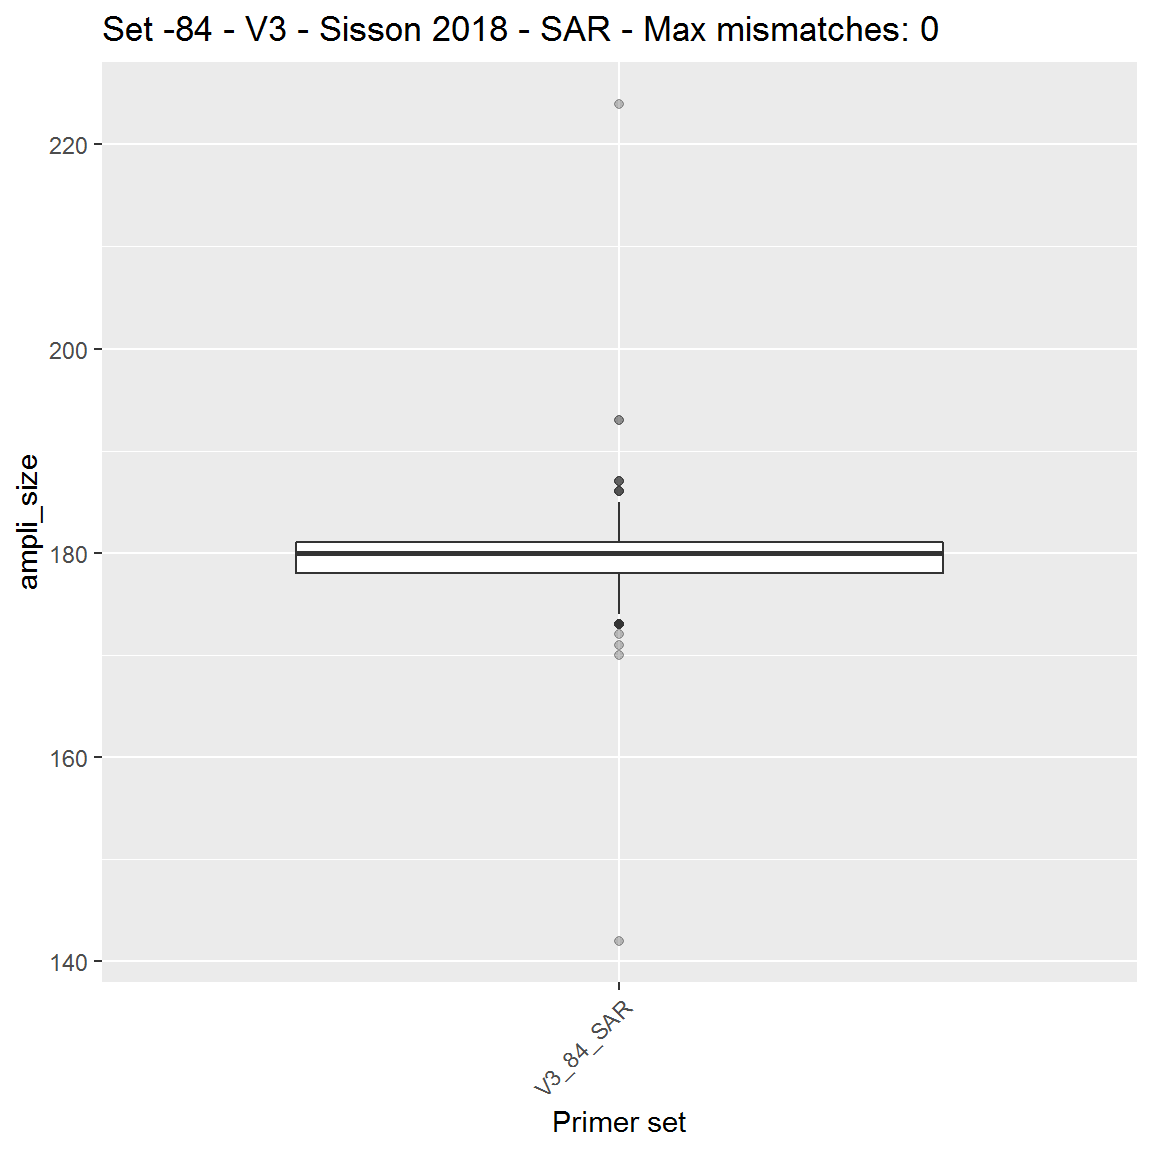 Set -84 - V3 - Sisson 2018 - SAR - Max mismatches: 0
ampli_size
220
200
180
160
140
V3_84_SAR
Primer set